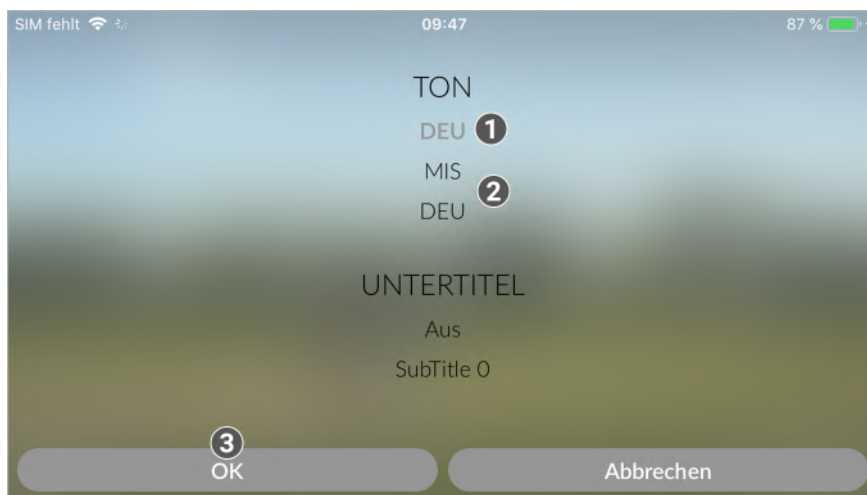 SIM fehlt 09:47 87 %
TON
DEU 1
MIS
2
DEU
UNTERTITEL
Aus
SubTitle 0
3
OK Abbrechen